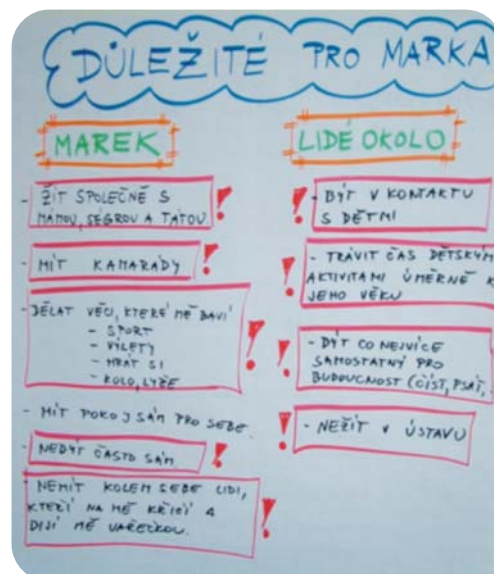 DŮLEŽITÉ PRO MARKA
MAREK
- ŽÍT SPOLEČNĚ S
MAMOU, SÉGROU A TÁTOU !
- MÍT KAMARÁDY !
- DĚLAT VĚCI, KTERÉ MĚ BAVÍ
- SPORT
- VÝLETY
- HRÁT SI
- KOLO, LYŽE !
- MÍT POKOJ SÁM PRO SEBE.
- NEBÝT ČASTO SÁM. !
- NEMÍT KOLEM SEBE LIDI,
KTEŘÍ NA MĚ KŘIČÍ A
BIJÍ MĚ VAŘEČKOU. !
LIDÉ OKOLO
! - BÝT V KONTAKTU
S DĚTMI
! - TRÁVIT ČAS DĚTSKÝM
AKTIVITAMI ÚMĚRNĚ K
JEHO VĚKU
! - BÝT CO NEJVÍCE
SAMOSTATNÝ PRO
BUDOUCNOST (ČÍST, PSÁT,
! - NEŽÍT V ÚSTAVU